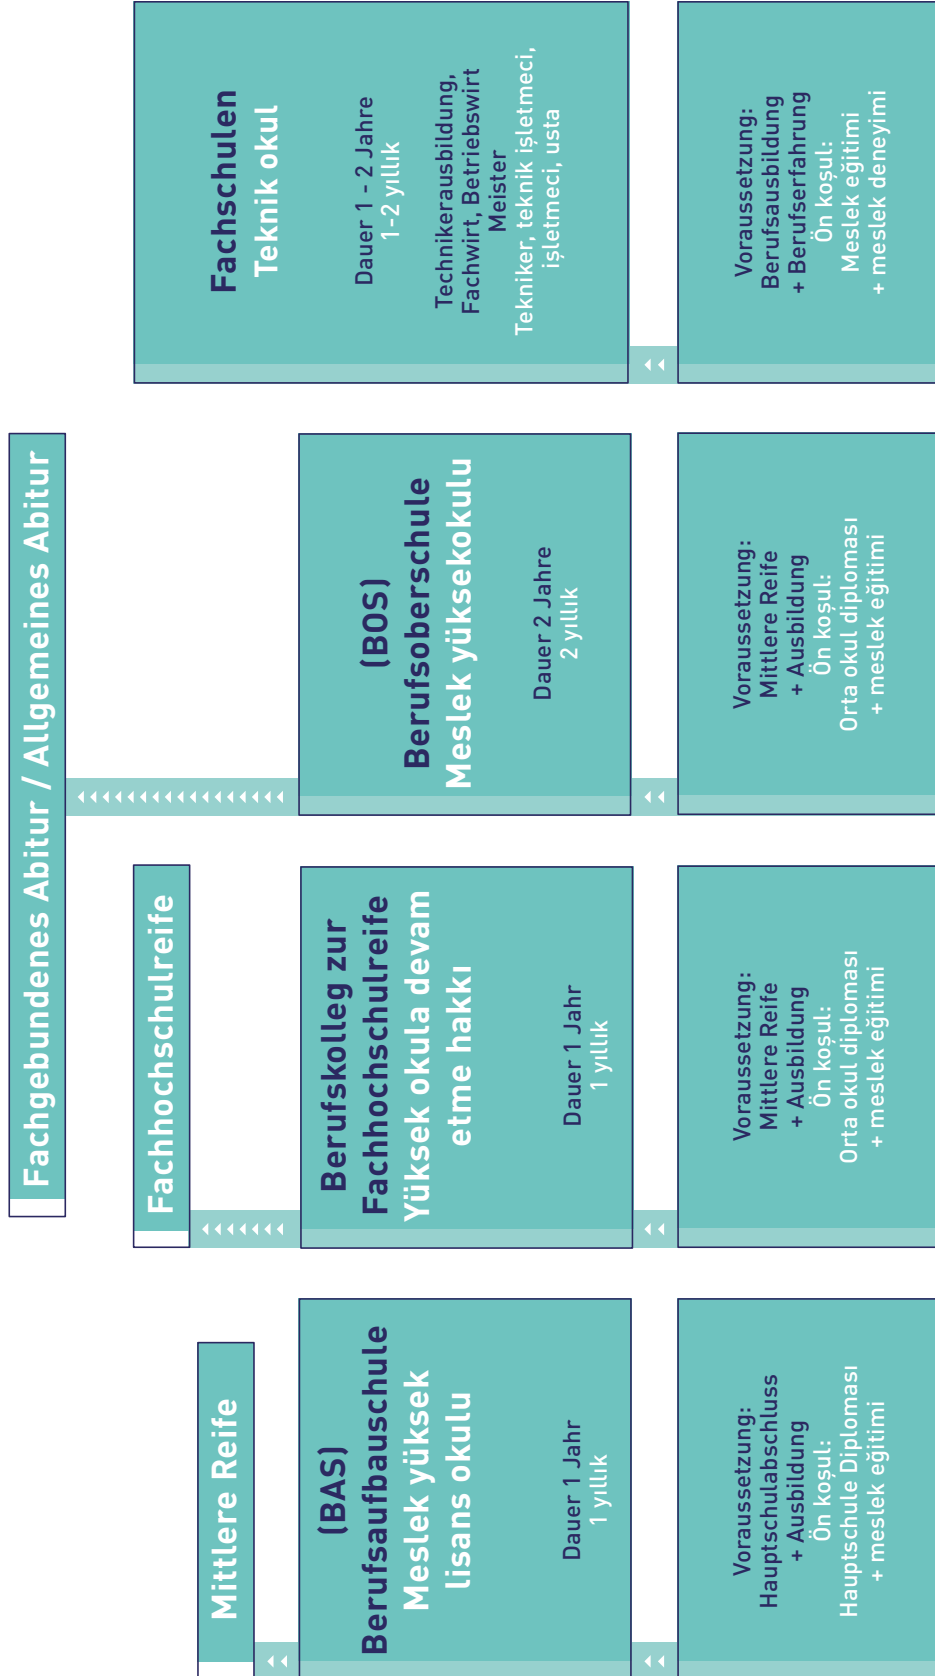 Fachgebundenes Abitur / Allgemeines Abitur
Mittlere Reife
(BAS)
Berufsaufbauschule
Meslek yüksek
lisans okulu
Dauer 1 Jahr
1 yıllık
Voraussetzung:
Hauptschulabschluss
+ Ausbildung
Ön koşul:
Hauptschule Diploması
+ meslek eğitimi
Fachhochschulreife
Berufskolleg zur
Fachhochschulreife
Yüksek okula devam
etme hakkı
Dauer 1 Jahr
1 yıllık
Voraussetzung:
Mittlere Reife
+ Ausbildung
Ön koşul:
Orta okul diploması
+ meslek eğitimi
(BOS)
Berufsoberschule
Meslek yüksekokulu
Dauer 2 Jahre
2 yıllık
Voraussetzung:
Mittlere Reife
+ Ausbildung
Ön koşul:
Orta okul diploması
+ meslek eğitimi
Fachschulen
Teknik okul
Dauer 1 - 2 Jahre
1-2 yıllık
Technikerausbildung,
Fachwirt, Betriebswirt
Meister
Tekniker, teknik işletmeci,
işletmeci, usta
Voraussetzung:
Berufsausbildung
+ Berufserfahrung
Ön koşul:
Meslek eğitimi
+ meslek deneyimi